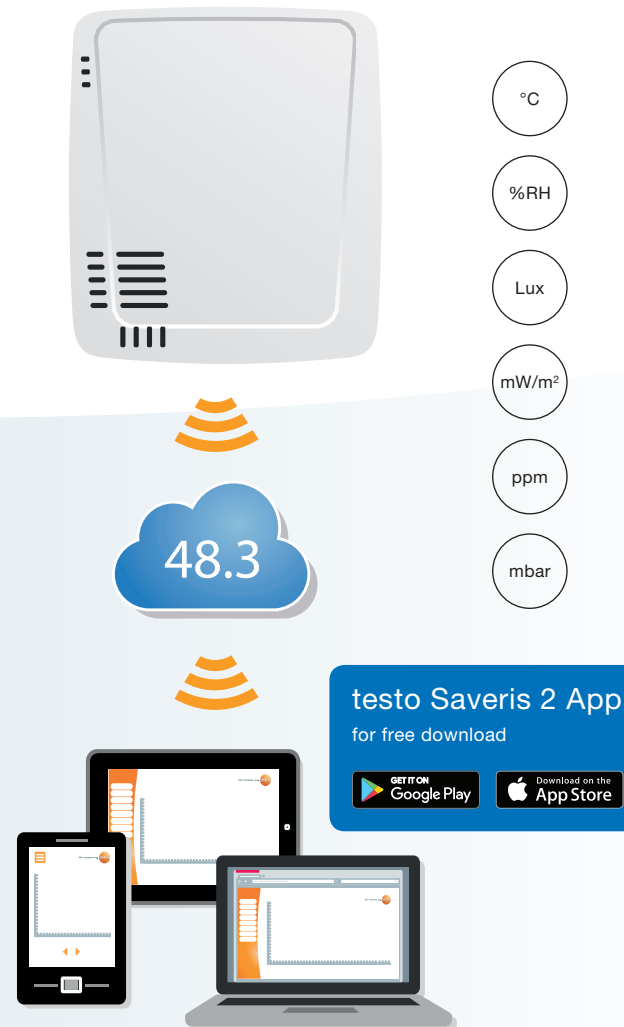 °C
%RH
Lux
mW/m²
ppm
mbar
48.3
testo Saveris 2 App
for free download
GET IT ON
Google Play
Download on the
App Store